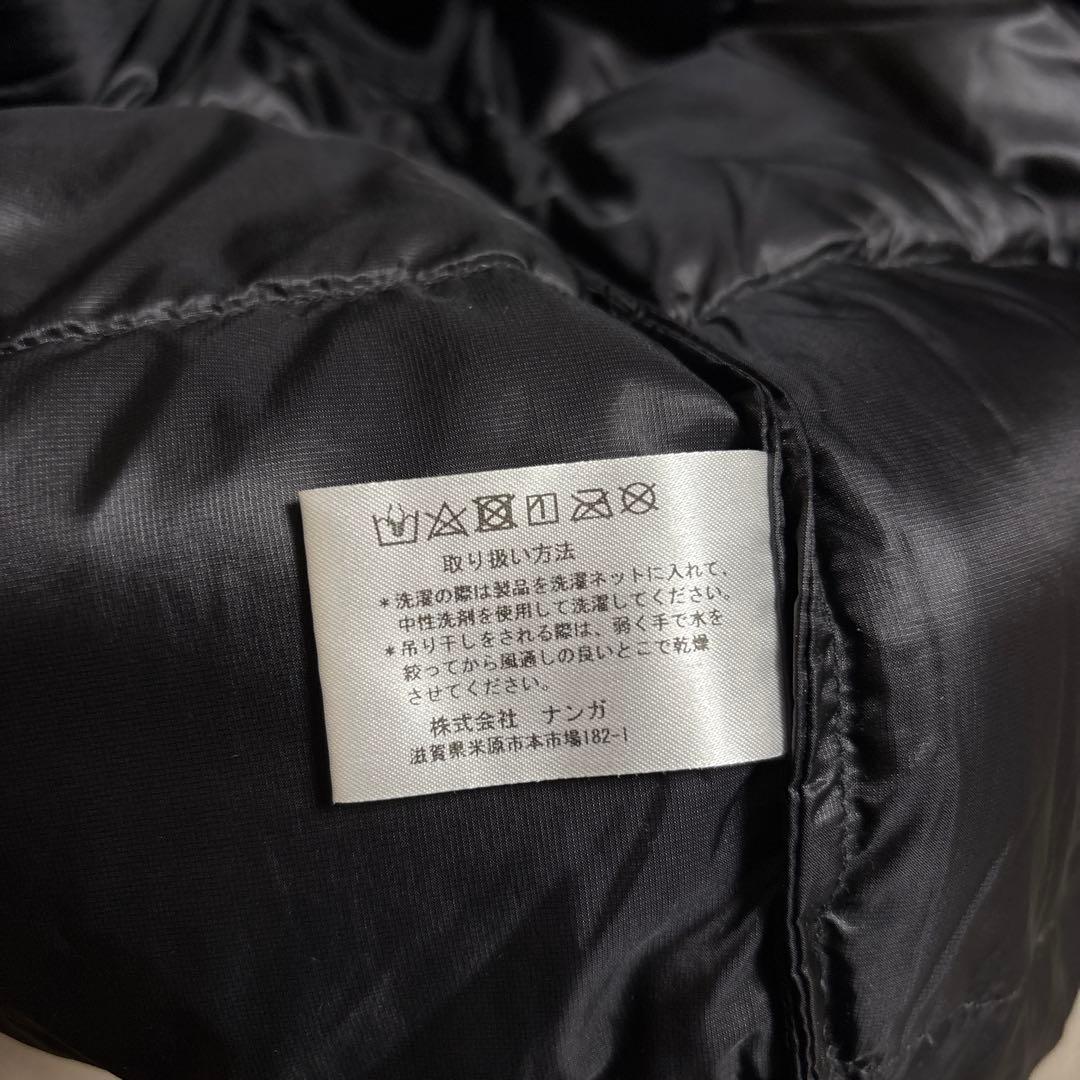 取り扱い方法
*洗濯の際は製品を洗濯ネットに入れて、
中性洗剤を使用して洗濯してください。
*吊り干しをされる際は、弱く手で水を
絞ってから風通しの良いとこで乾燥
させてください。
株式会社 ナンガ
滋賀県米原市本市場182-1